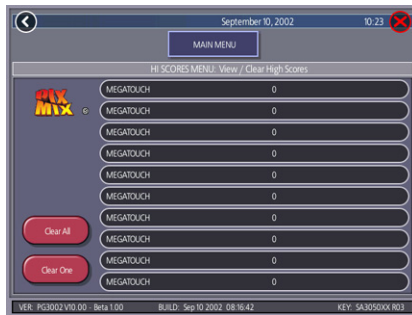 September 10, 2002 10:23
MAIN MENU
HI SCORES MENU: View / Clear High Scores
PIX
MIX
MEGATOUCH 0
MEGATOUCH 0
MEGATOUCH 0
MEGATOUCH 0
MEGATOUCH 0
MEGATOUCH 0
MEGATOUCH 0
MEGATOUCH 0
MEGATOUCH 0
MEGATOUCH 0
Clear All
Clear One
VER: PG3002 V10.00 - Beta 1.00 BUILD: Sep 10 2002 08:16:42 KEY: SA3050XX R03